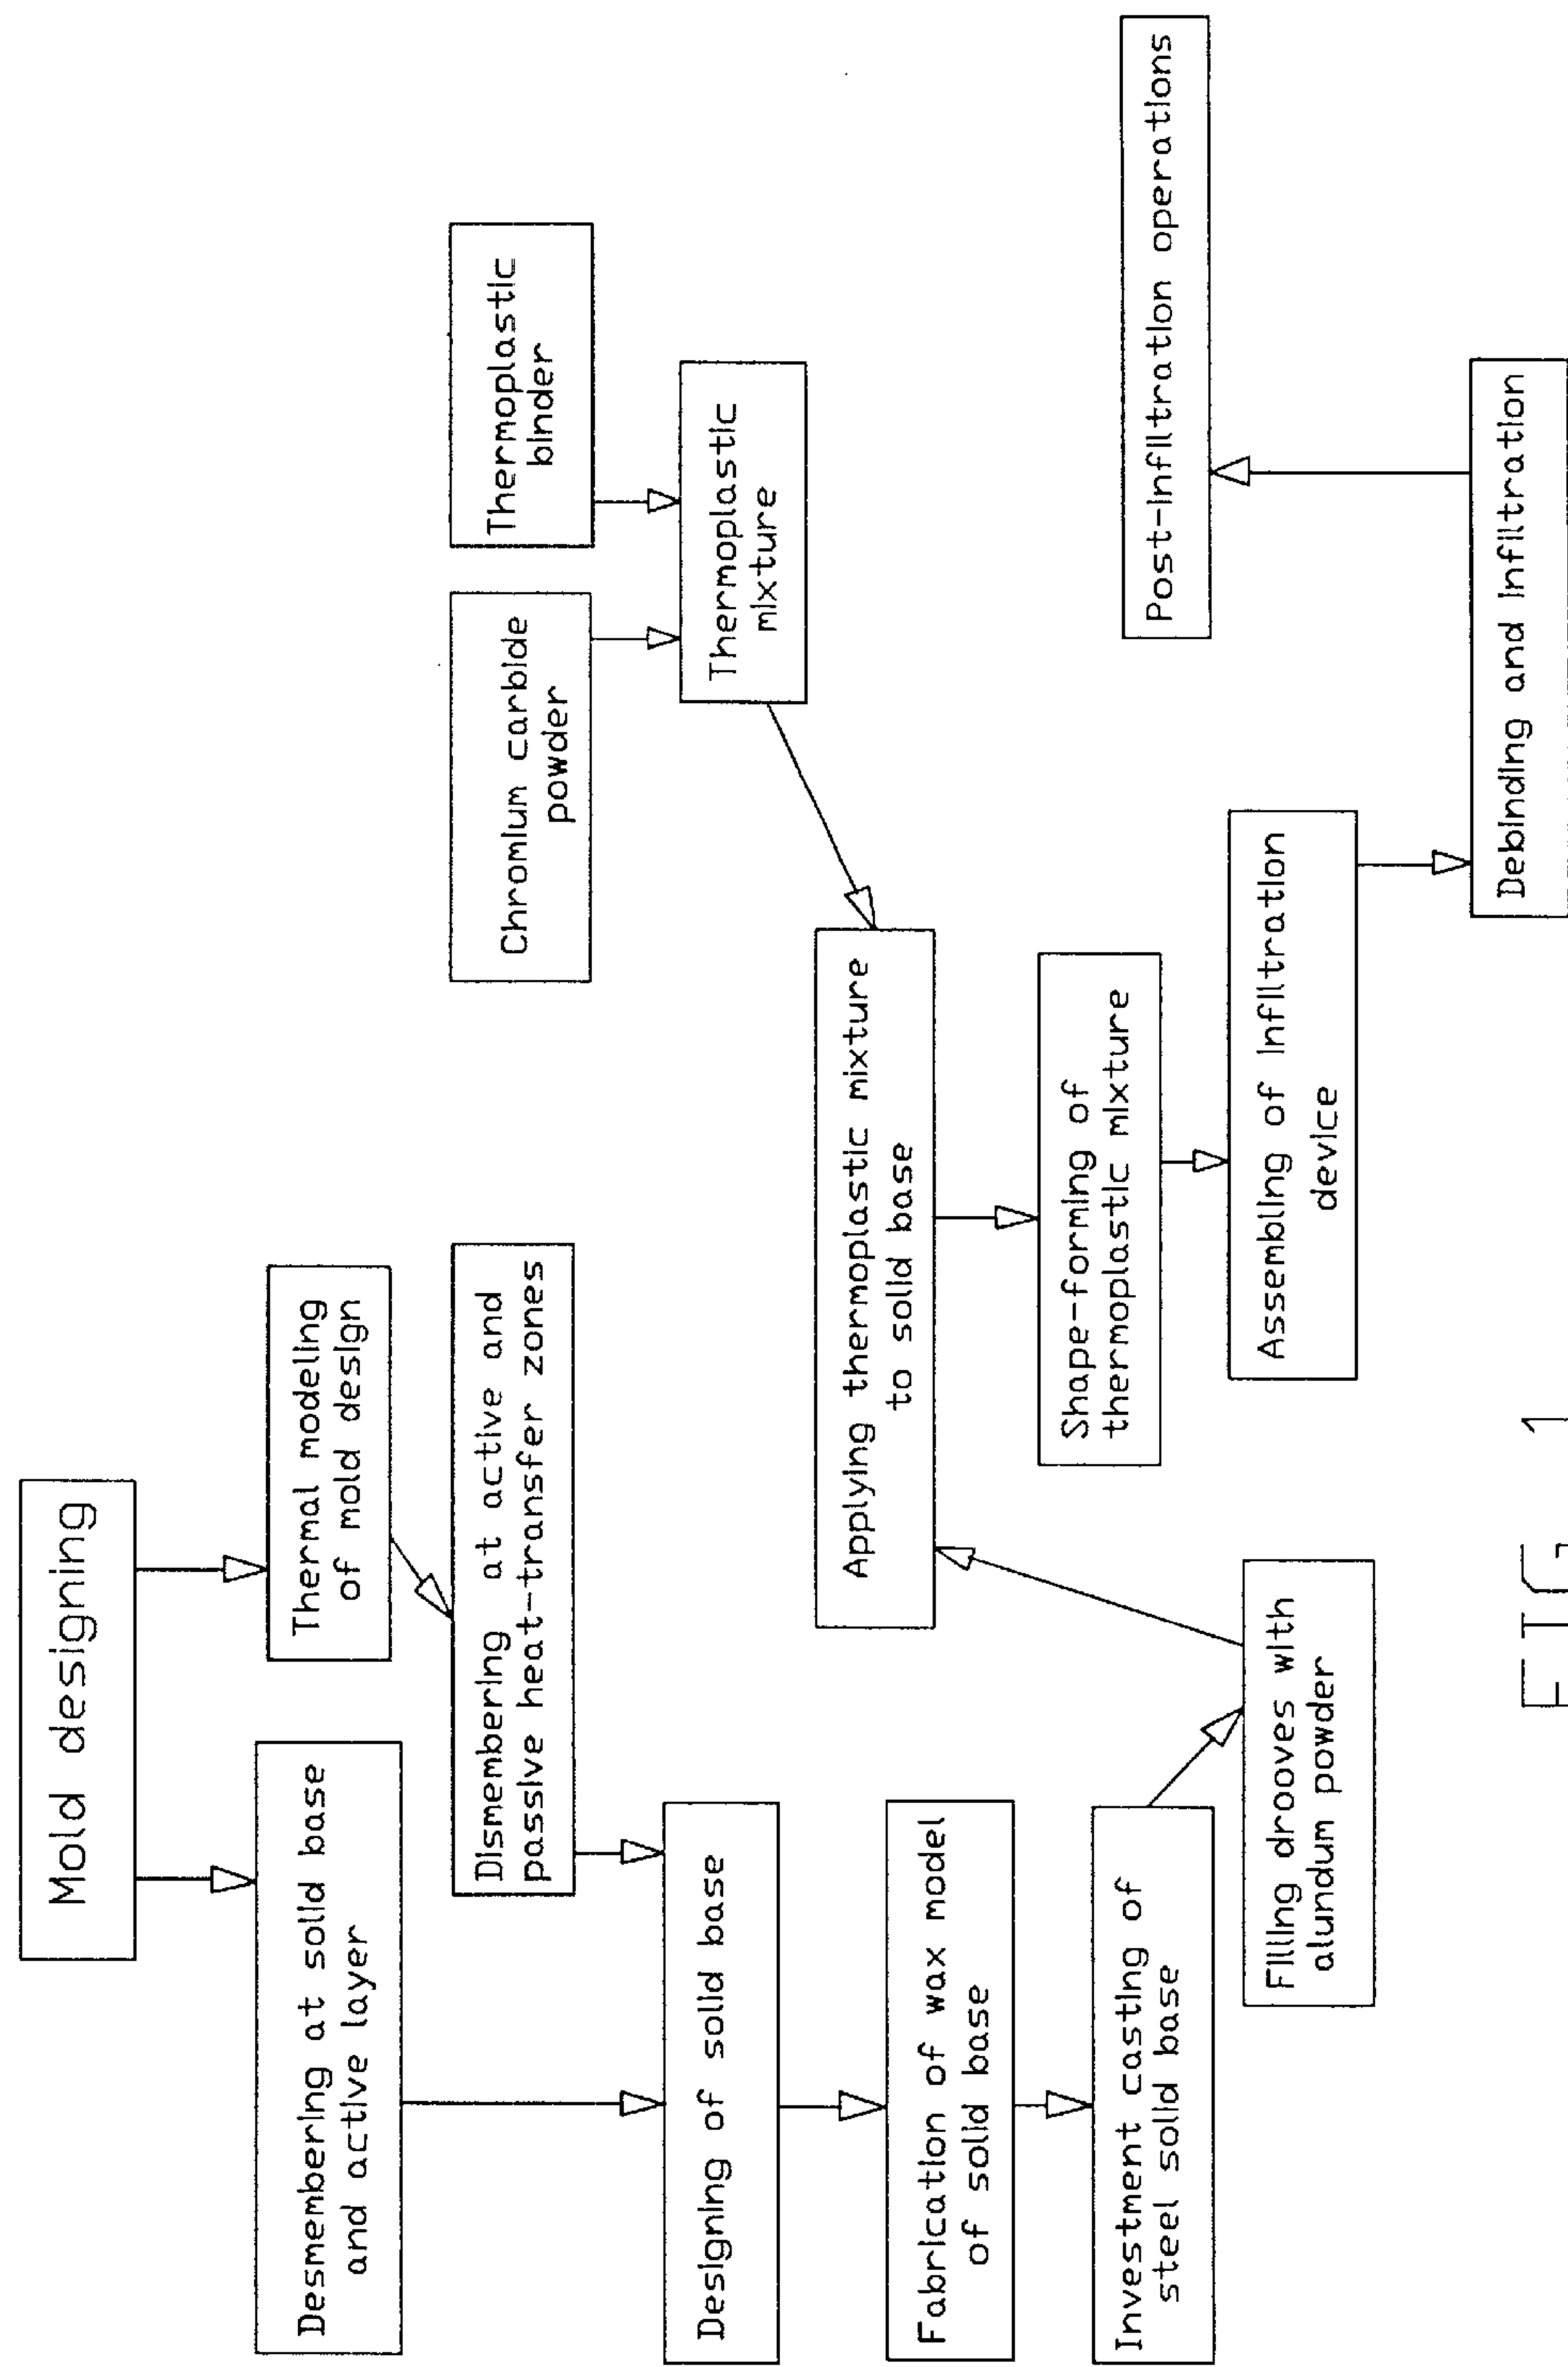 Mold designing
Desmembering at solid base
and active layer
Thermal modeling
of mold design
Dismembering at active and
passive heat-transfer zones
Designing of solid base
Fabrication of wax model
of solid base
Investment casting of
steel solid base
Filling drooves with
alundum powder
Chromium carbide
powder
Thermoplastic
binder
Thermoplastic
mixture
Applying thermoplastic mixture
to solid base
Shape-forming of
thermoplastic mixture
Assembling of infiltration
device
Debinding and infiltration
Post-infiltration operations
FIG 1